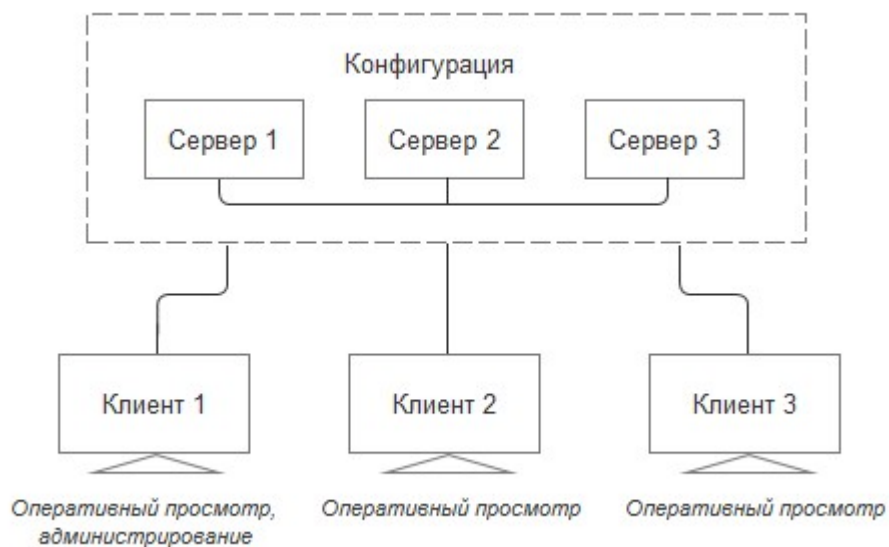 Конфигурация
Сервер 1
Сервер 2
Сервер 3
Клиент 1
Клиент 2
Клиент 3
Оперативный просмотр,
администрирование
Оперативный просмотр
Оперативный просмотр